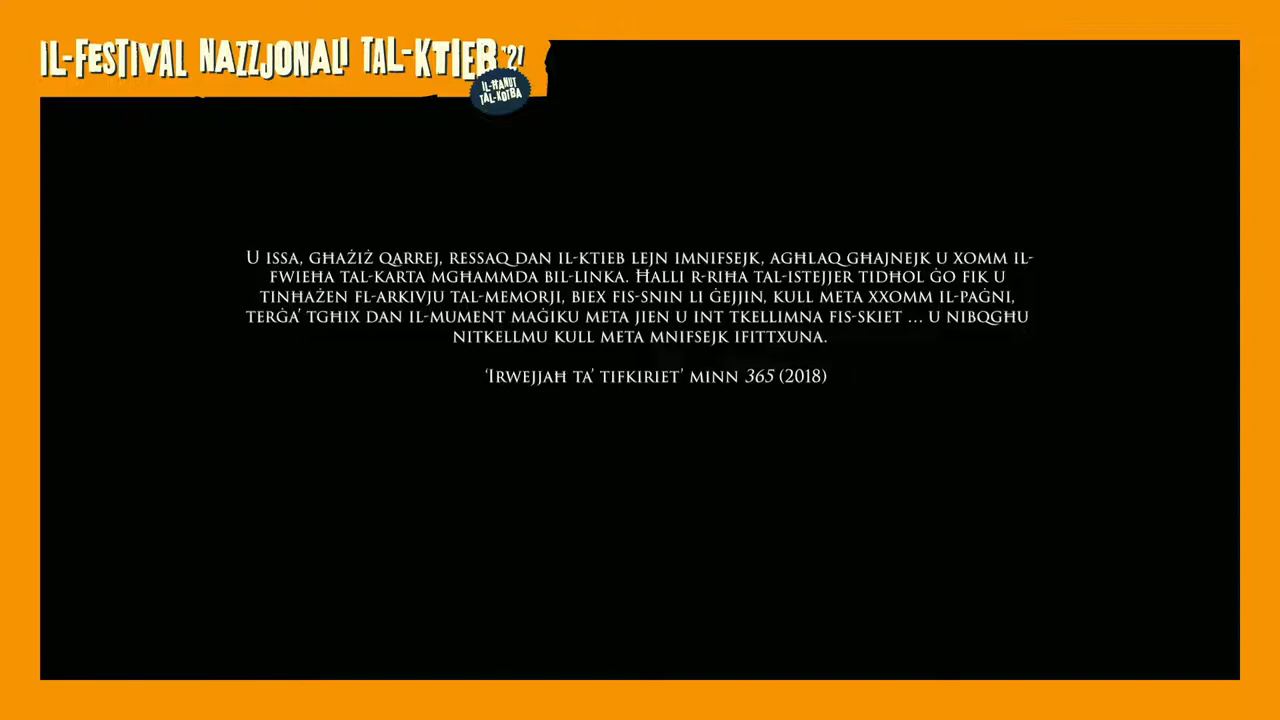 IL-FESTIVAL NAZZJONALI TAL-KTIEB '21
IL-ĦANUT
TAL-KOTBA
U ISSA, GĦAŻIŻ QARREJ, RESSAQ DAN IL-KTIEB LEJN IMNIFSEJK, AGĦLAQ GĦAJNEJK U XOMM IL-
FWIEĦA TAL-KARTA MGĦAMMDA BIL-LINKA. ĦALLI R-RIĦA TAL-ISTEJJER TIDĦOL ĠO FIK U
TINĦAŻEN FL-ARKIVJU TAL-MEMORJI, BIEX FIS-SNIN LI ĠEJJIN, KULL META XXOMM IL-PAĠNI,
TERĠA' TGĦIX DAN IL-MUMENT MAĠIKU META JIEN U INT TKELLIMNA FIS-SKIET ... U NIBQGĦU
NITKELLMU KULL META MNIFSEJK IFITTXUNA.
'IRWEJJAĦ TA' TIFKIRIET' MINN 365 (2018)